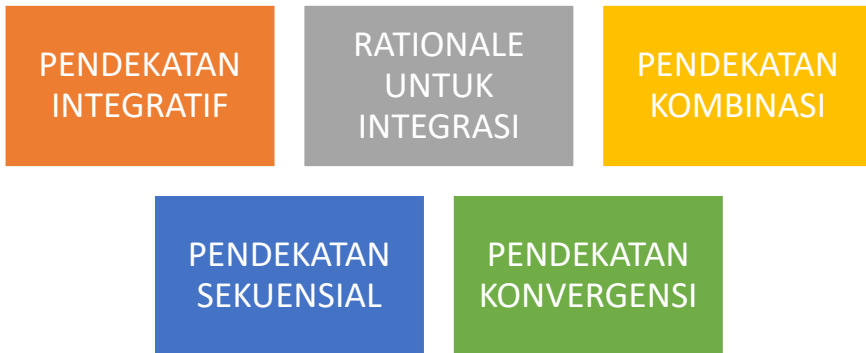 PENDEKATAN
INTEGRATIF
RATIONALE
UNTUK
INTEGRASI
PENDEKATAN
KOMBINASI
PENDEKATAN
SEKUENSIAL
PENDEKATAN
KONVERGENSI